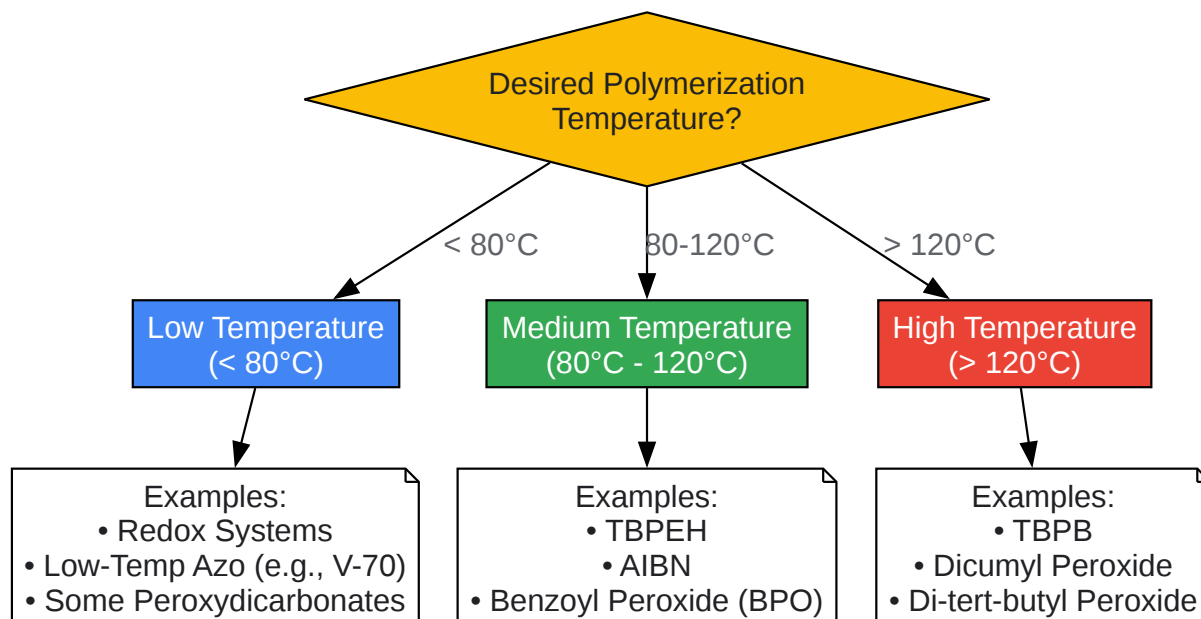 Desired Polymerization
Temperature?
< 80°C
80-120°C
> 120°C
Low Temperature
(< 80°C)
Medium Temperature
(80°C - 120°C)
High Temperature
(> 120°C)
Examples:
• Redox Systems
• Low-Temp Azo (e.g., V-70)
• Some Peroxydicarbonates
Examples:
• TBPEH
• AIBN
• Benzoyl Peroxide (BPO)
Examples:
• TBPB
• Dicumyl Peroxide
• Di-tert-butyl Peroxide